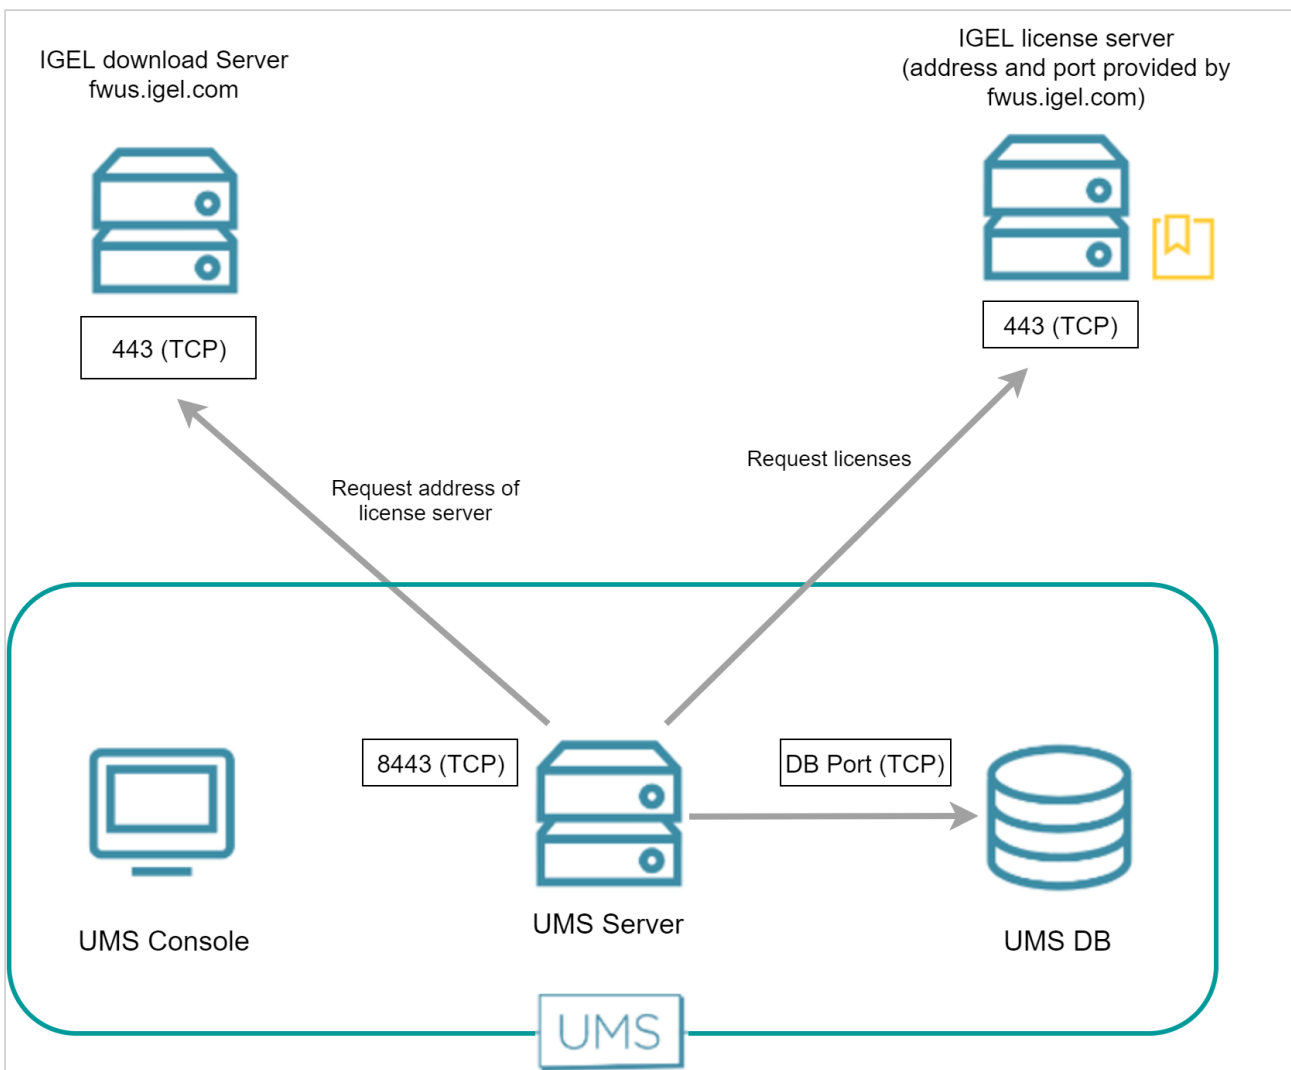 IGEL download Server
fwus.igel.com
IGEL license server
(address and port provided by
fwus.igel.com)
443 (TCP)
443 (TCP)
Request address of
license server
Request licenses
8443 (TCP)
DB Port (TCP)
UMS Console
UMS Server
UMS DB
UMS